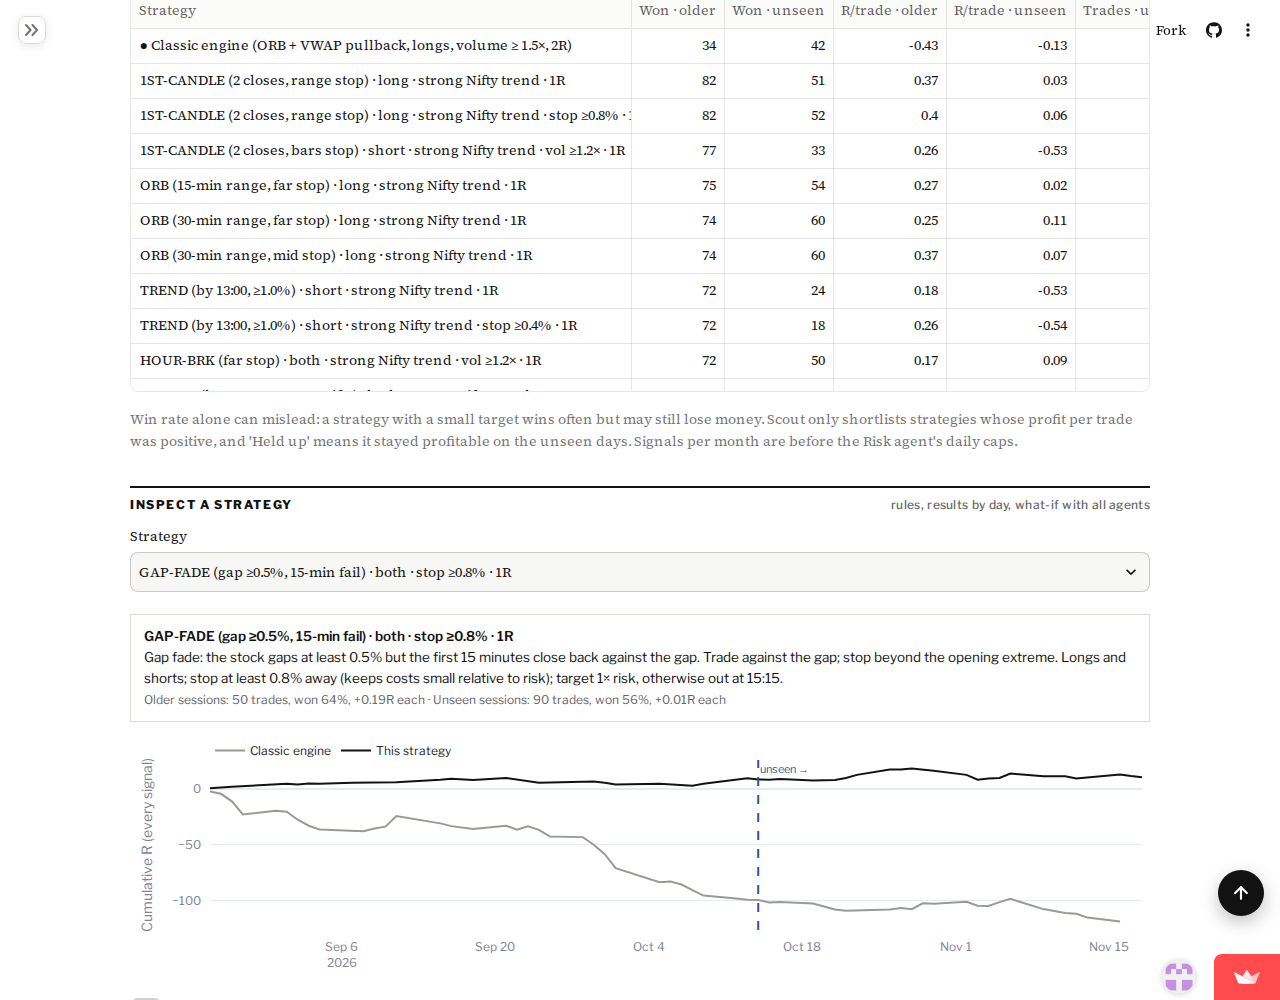 Strategy Won · older Won · unseen R/trade · older R/trade · unseen Trades · u
Fork
● Classic engine (ORB + VWAP pullback, longs, volume ≥ 1.5×, 2R) 34 42 -0.43 -0.13
1ST-CANDLE (2 closes, range stop) · long · strong Nifty trend · 1R 82 51 0.37 0.03
1ST-CANDLE (2 closes, range stop) · long · strong Nifty trend · stop ≥0.8% · 1 82 52 0.4 0.06
1ST-CANDLE (2 closes, bars stop) · short · strong Nifty trend · vol ≥1.2× · 1R 77 33 0.26 -0.53
ORB (15-min range, far stop) · long · strong Nifty trend · 1R 75 54 0.27 0.02
ORB (30-min range, far stop) · long · strong Nifty trend · 1R 74 60 0.25 0.11
ORB (30-min range, mid stop) · long · strong Nifty trend · 1R 74 60 0.37 0.07
TREND (by 13:00, ≥1.0%) · short · strong Nifty trend · 1R 72 24 0.18 -0.53
TREND (by 13:00, ≥1.0%) · short · strong Nifty trend · stop ≥0.4% · 1R 72 18 0.26 -0.54
HOUR-BRK (far stop) · both · strong Nifty trend · vol ≥1.2× · 1R 72 50 0.17 0.09
Win rate alone can mislead: a strategy with a small target wins often but may still lose money. Scout only shortlists strategies whose profit per trade
was positive, and 'Held up' means it stayed profitable on the unseen days. Signals per month are before the Risk agent's daily caps.
INSPECT A STRATEGY rules, results by day, what-if with all agents
Strategy
GAP-FADE (gap ≥0.5%, 15-min fail) · both · stop ≥0.8% · 1R
GAP-FADE (gap ≥0.5%, 15-min fail) · both · stop ≥0.8% · 1R
Gap fade: the stock gaps at least 0.5% but the first 15 minutes close back against the gap. Trade against the gap; stop beyond the opening extreme. Longs and
shorts; stop at least 0.8% away (keeps costs small relative to risk); target 1× risk, otherwise out at 15:15.
Older sessions: 50 trades, won 64%, +0.19R each · Unseen sessions: 90 trades, won 56%, +0.01R each
Classic engine This strategy
unseen →
Cumulative R (every signal)
0
−50
−100
Sep 6 Sep 20 Oct 4 Oct 18 Nov 1 Nov 15
2026